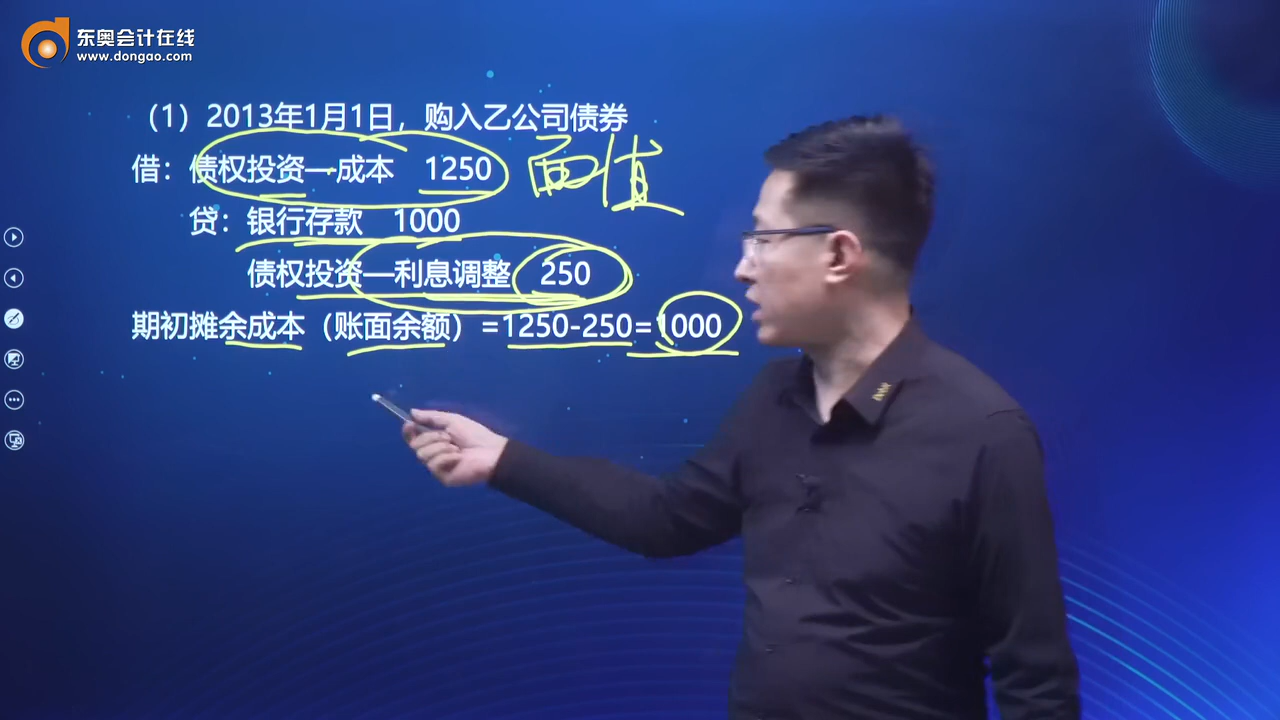 东奥会计在线
www.dongao.com
（1）2013年1月1日，购入乙公司债券
借：债权投资—成本 1250 面值
贷：银行存款 1000
债权投资—利息调整 250
期初摊余成本（账面余额）=1250-250=1000